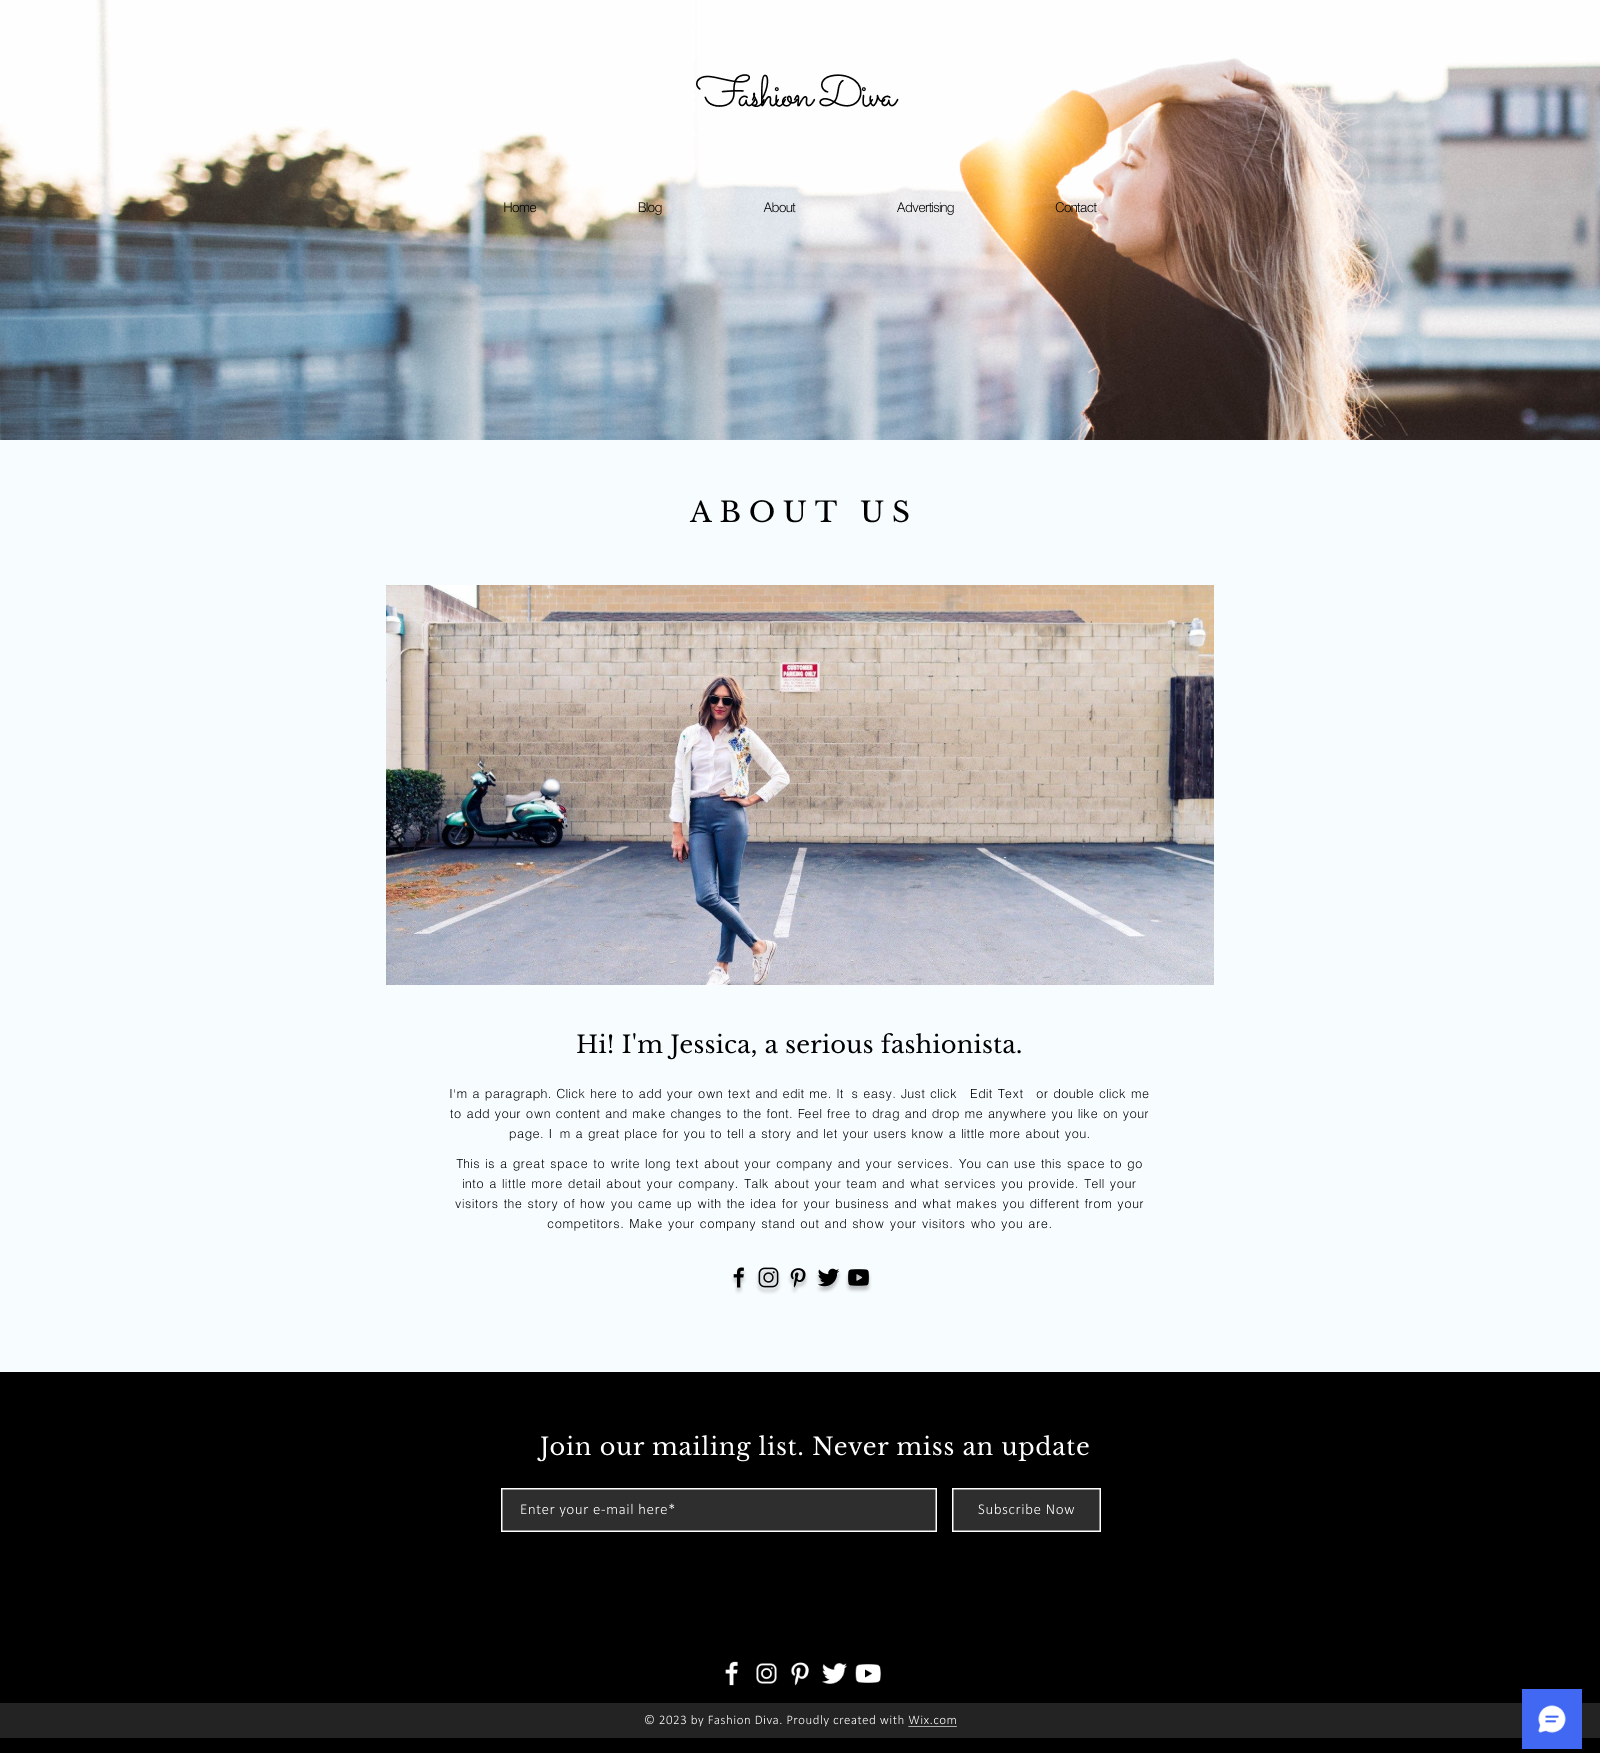 Fashion Diva
Home Blog About Advertising Contact
ABOUT US
CUSTOMER
PARKING ONLY
Hi! I'm Jessica, a serious fashionista.
I'm a paragraph. Click here to add your own text and edit me. It s easy. Just click Edit Text or double click me
to add your own content and make changes to the font. Feel free to drag and drop me anywhere you like on your
page. I m a great place for you to tell a story and let your users know a little more about you.
This is a great space to write long text about your company and your services. You can use this space to go
into a little more detail about your company. Talk about your team and what services you provide. Tell your
visitors the story of how you came up with the idea for your business and what makes you different from your
competitors. Make your company stand out and show your visitors who you are.
Join our mailing list. Never miss an update
Enter your e-mail here* Subscribe Now
© 2023 by Fashion Diva. Proudly created with Wix.com